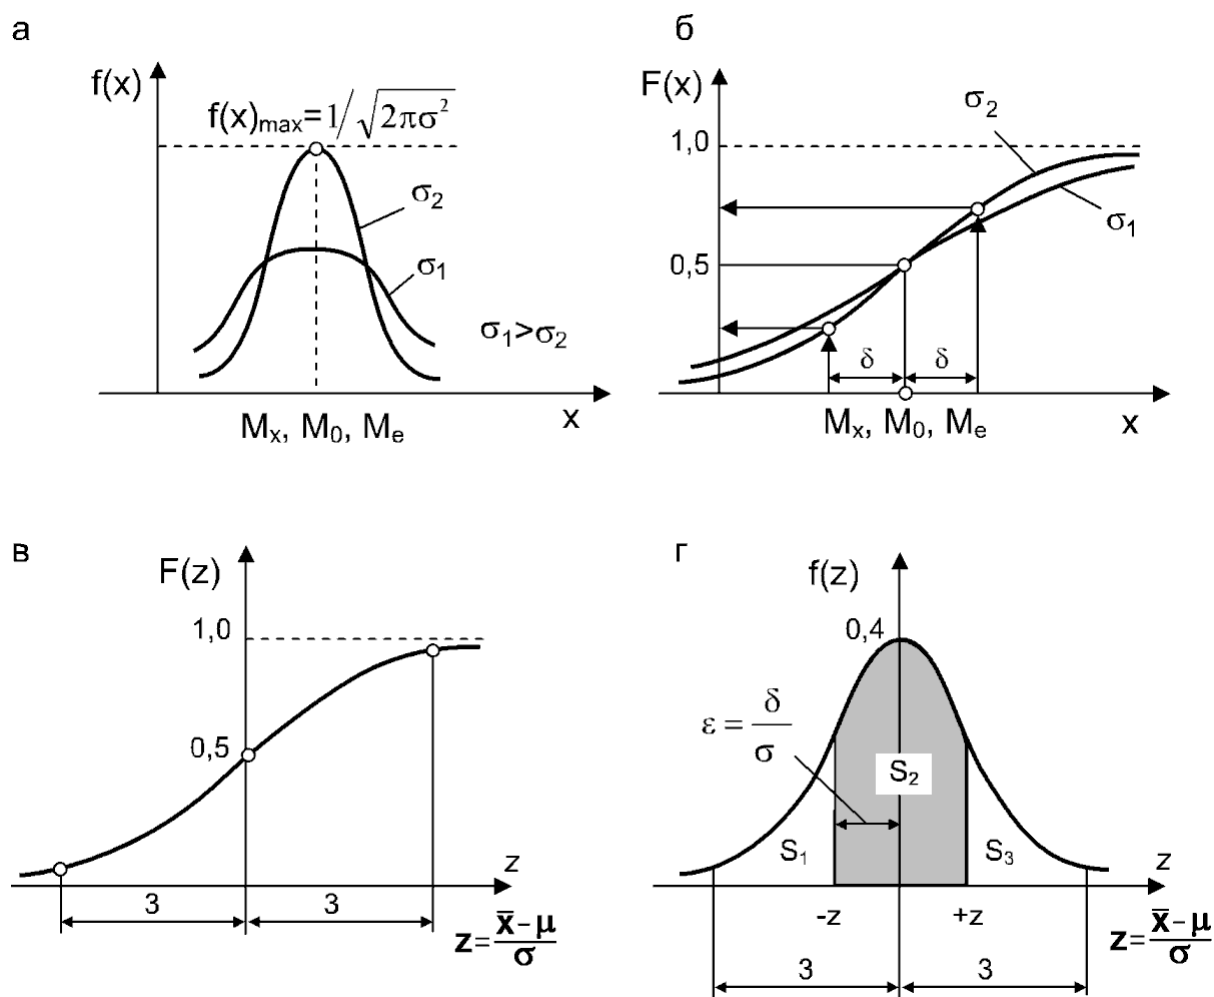 а
f(x)
f(x)max=1/√2πσ²
σ2
σ1
σ1>σ2
Mx, M0, Me
x
б
F(x)
1,0
σ2
σ1
0,5
δ δ
Mx, M0, Me
x
в
F(z)
1,0
0,5
z
3 3
z=x̄−μ/σ
г
f(z)
0,4
ε=δ/σ
S2
S1
S3
z
-z +z
z=x̄−μ/σ
3 3